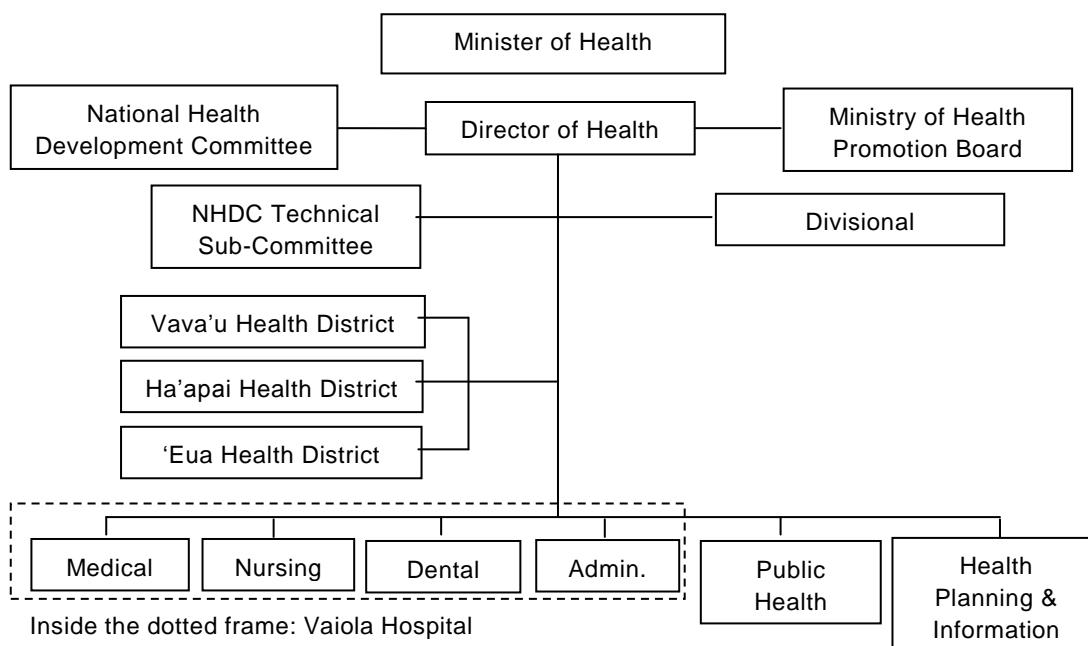 Minister of Health
National Health
Development Committee
Director of Health
Ministry of Health
Promotion Board
NHDC Technical
Sub-Committee
Divisional
Vava’u Health District
Ha’apai Health District
‘Eua Health District
Medical
Nursing
Dental
Admin.
Public
Health
Health
Planning &
Information
Inside the dotted frame: Vaiola Hospital